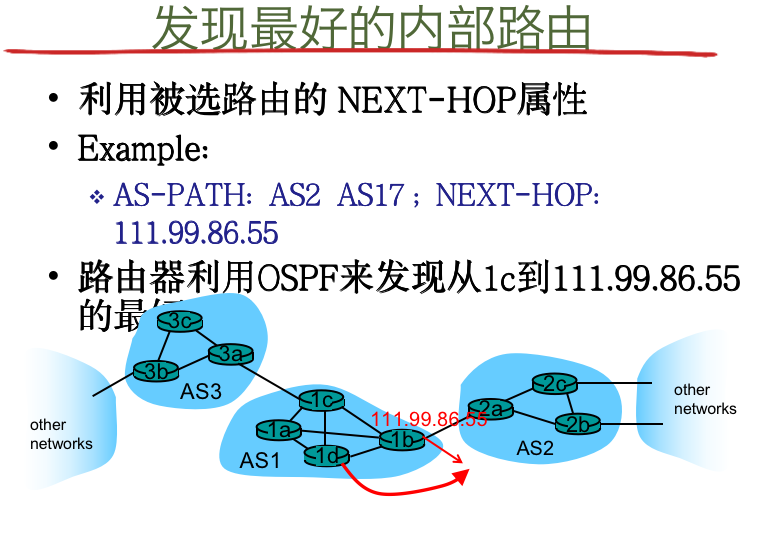 发现最好的内部路由
• 利用被选路由的 NEXT-HOP属性
• Example:
❖ AS-PATH: AS2 AS17 ; NEXT-HOP:
111.99.86.55
• 路由器利用OSPF来发现从1c到111.99.86.55
的最
3c
3a
3b
AS3
other
networks
1c
1a
1b
1d
AS1
111.99.86.55
2c
2a
2b
AS2
other
networks